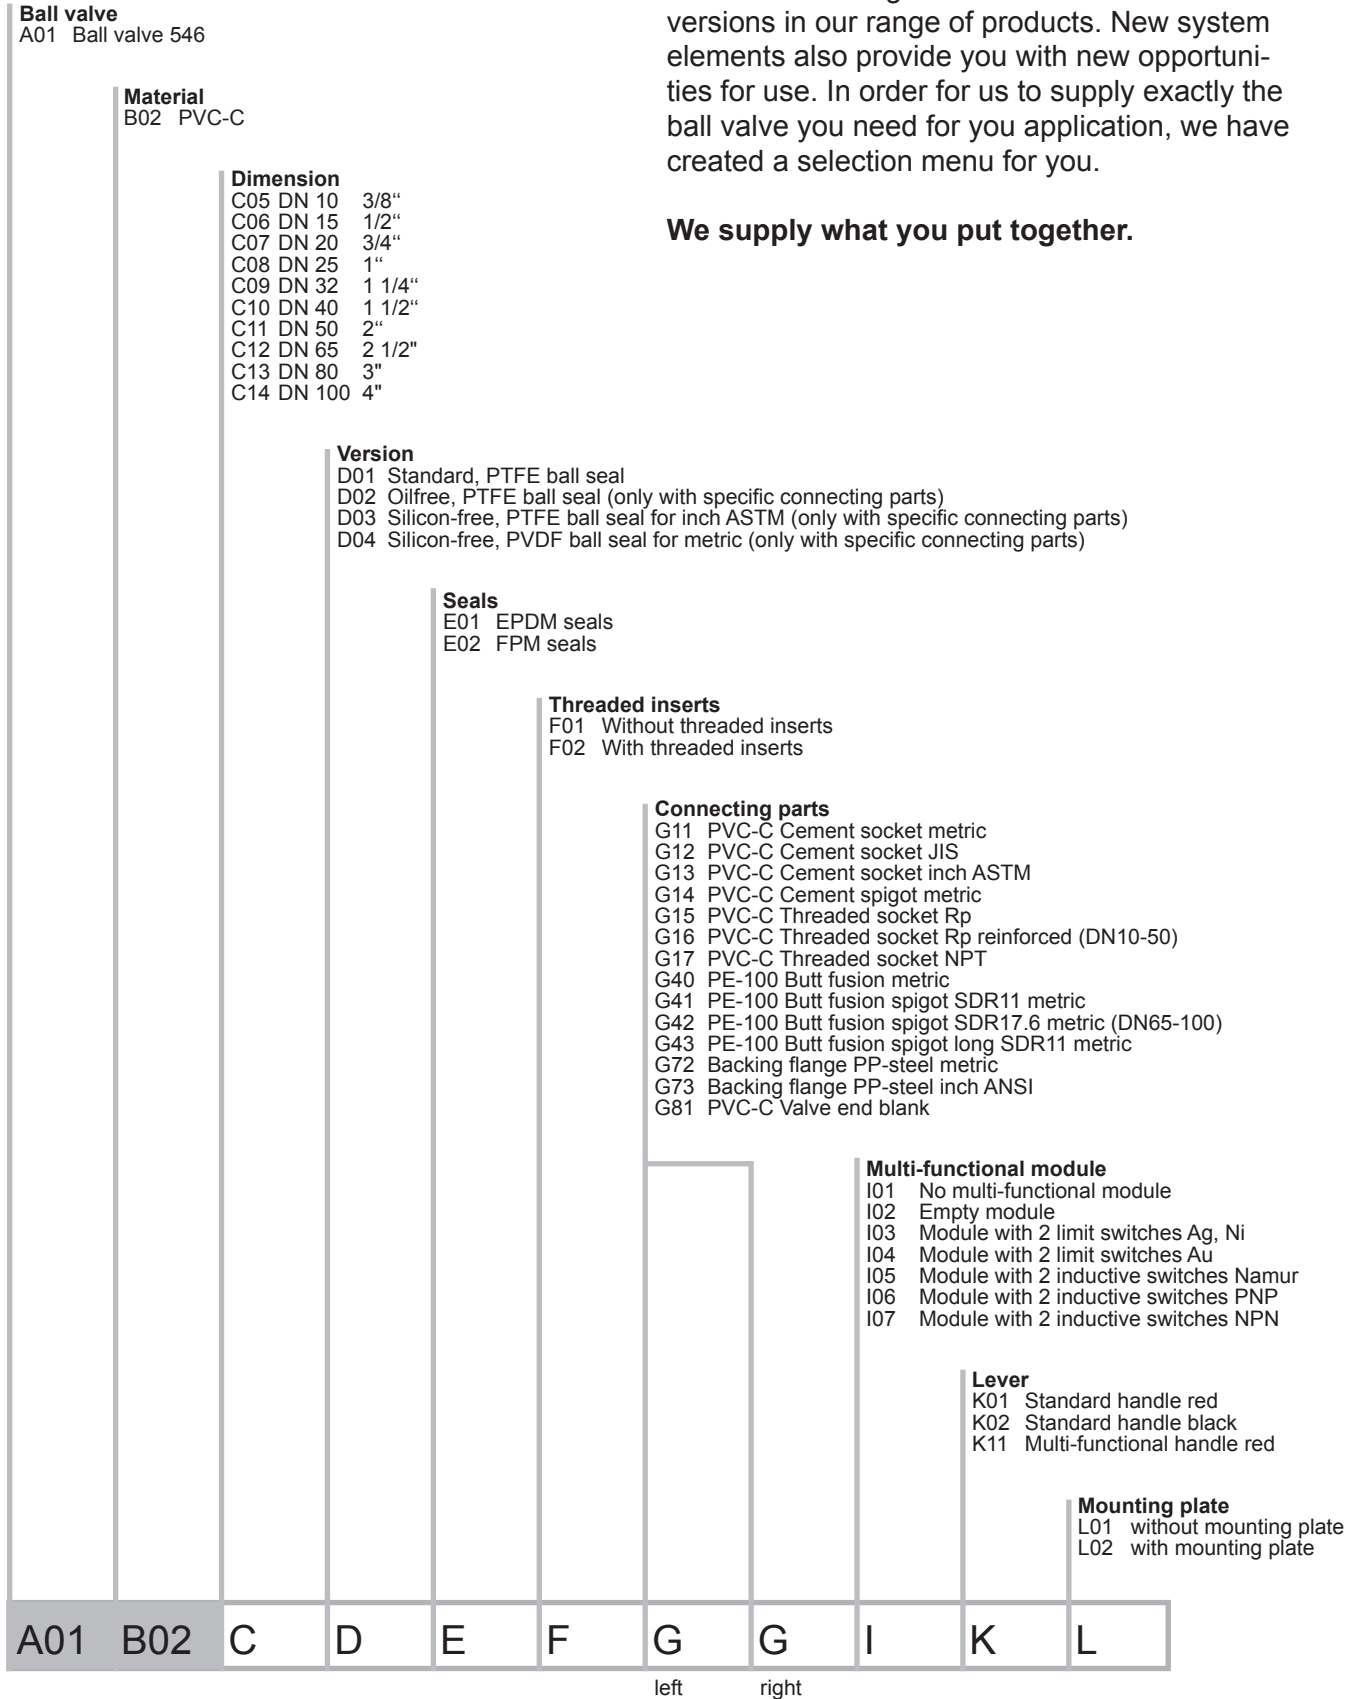 Ball valve
A01 Ball valve 546
versions in our range of products. New system
elements also provide you with new opportuni-
ties for use. In order for us to supply exactly the
ball valve you need for you application, we have
created a selection menu for you.
We supply what you put together.
Material
B02 PVC-C
Dimension
C05 DN 10 3/8“
C06 DN 15 1/2“
C07 DN 20 3/4“
C08 DN 25 1“
C09 DN 32 1 1/4“
C10 DN 40 1 1/2“
C11 DN 50 2“
C12 DN 65 2 1/2"
C13 DN 80 3"
C14 DN 100 4"
Version
D01 Standard, PTFE ball seal
D02 Oilfree, PTFE ball seal (only with specific connecting parts)
D03 Silicon-free, PTFE ball seal for inch ASTM (only with specific connecting parts)
D04 Silicon-free, PVDF ball seal for metric (only with specific connecting parts)
Seals
E01 EPDM seals
E02 FPM seals
Threaded inserts
F01 Without threaded inserts
F02 With threaded inserts
Connecting parts
G11 PVC-C Cement socket metric
G12 PVC-C Cement socket JIS
G13 PVC-C Cement socket inch ASTM
G14 PVC-C Cement spigot metric
G15 PVC-C Threaded socket Rp
G16 PVC-C Threaded socket Rp reinforced (DN10-50)
G17 PVC-C Threaded socket NPT
G40 PE-100 Butt fusion metric
G41 PE-100 Butt fusion spigot SDR11 metric
G42 PE-100 Butt fusion spigot SDR17.6 metric (DN65-100)
G43 PE-100 Butt fusion spigot long SDR11 metric
G72 Backing flange PP-steel metric
G73 Backing flange PP-steel inch ANSI
G81 PVC-C Valve end blank
Multi-functional module
I01 No multi-functional module
I02 Empty module
I03 Module with 2 limit switches Ag, Ni
I04 Module with 2 limit switches Au
I05 Module with 2 inductive switches Namur
I06 Module with 2 inductive switches PNP
I07 Module with 2 inductive switches NPN
Lever
K01 Standard handle red
K02 Standard handle black
K11 Multi-functional handle red
Mounting plate
L01 without mounting plate
L02 with mounting plate
A01 B02 C D E F G G I K L
left right